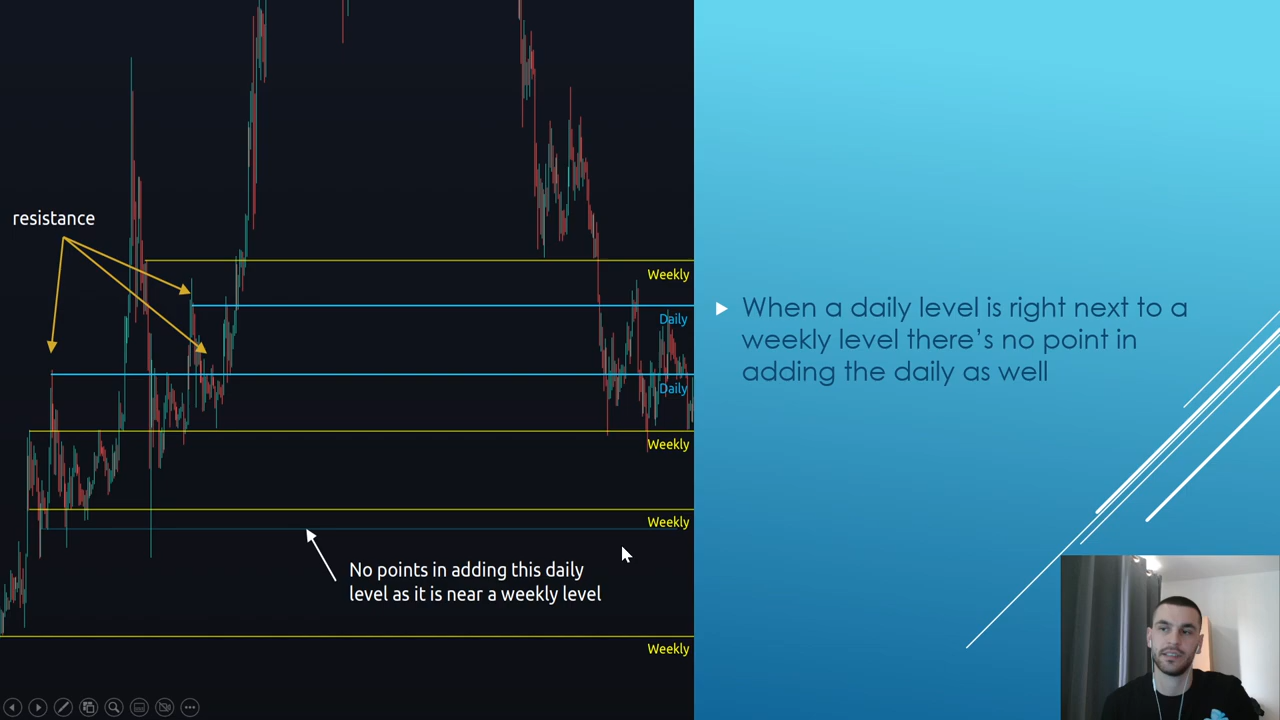 resistance
Weekly
Daily
Daily
Weekly
Weekly
No points in adding this daily
level as it is near a weekly level
Weekly
When a daily level is right next to a
weekly level there's no point in
adding the daily as well